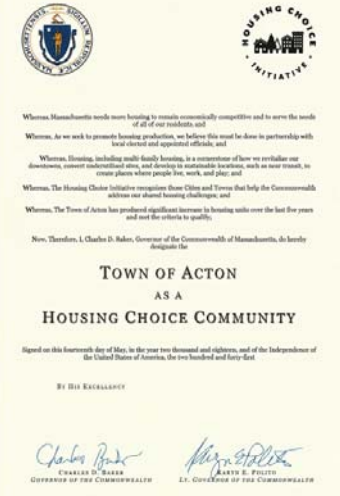 HOUSING CHOICE
INITIATIVE
Whereas, Massachusetts needs more housing to remain economically competitive and to serve the needs
of all of our residents; and
Whereas, As we seek to promote housing production, we believe this must be done in partnership with
local elected and appointed officials; and
Whereas, Housing, including multi-family housing, is a cornerstone of how we revitalize our
downtowns, convert underutilized sites, and develop in sustainable locations, such as near transit, to
create places where people live, work, and play; and
Whereas, The Housing Choice Initiative recognizes those Cities and Towns that help the Commonwealth
address our shared housing challenges; and
Whereas, The Town of Acton has produced significant increase in housing units over the last five years
and met the criteria to qualify;
Now, Therefore, I, Charles D. Baker, Governor of the Commonwealth of Massachusetts, do hereby
designate the
TOWN OF ACTON
AS A
HOUSING CHOICE COMMUNITY
Signed on this fourteenth day of May, in the year two thousand and eighteen, and of the Independence of
the United States of America, the two hundred and forty-first
BY HIS EXCELLENCY
CHARLES D. BAKER
GOVERNOR OF THE COMMONWEALTH
KARYN E. POLITO
LT. GOVERNOR OF THE COMMONWEALTH